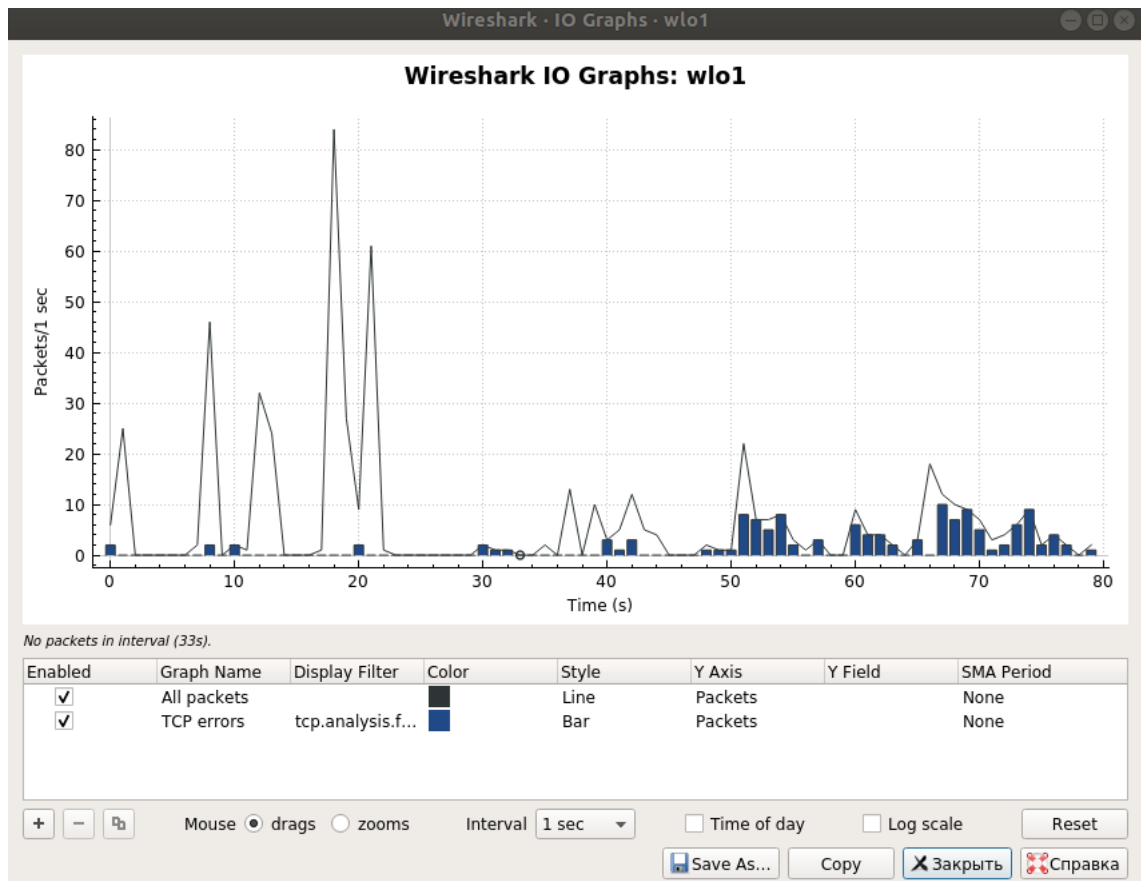 Wireshark · IO Graphs · wlo1
Wireshark IO Graphs: wlo1
80
70
60
50
40
30
20
10
0
Packets/1 sec
0 10 20 30 40 50 60 70 80
Time (s)
No packets in interval (33s).
Enabled Graph Name Display Filter Color Style Y Axis Y Field SMA Period
All packets Line Packets None
TCP errors tcp.analysis.f... Bar Packets None
Mouse drags zooms Interval 1 sec Time of day Log scale Reset
Save As... Copy Закрыть Справка